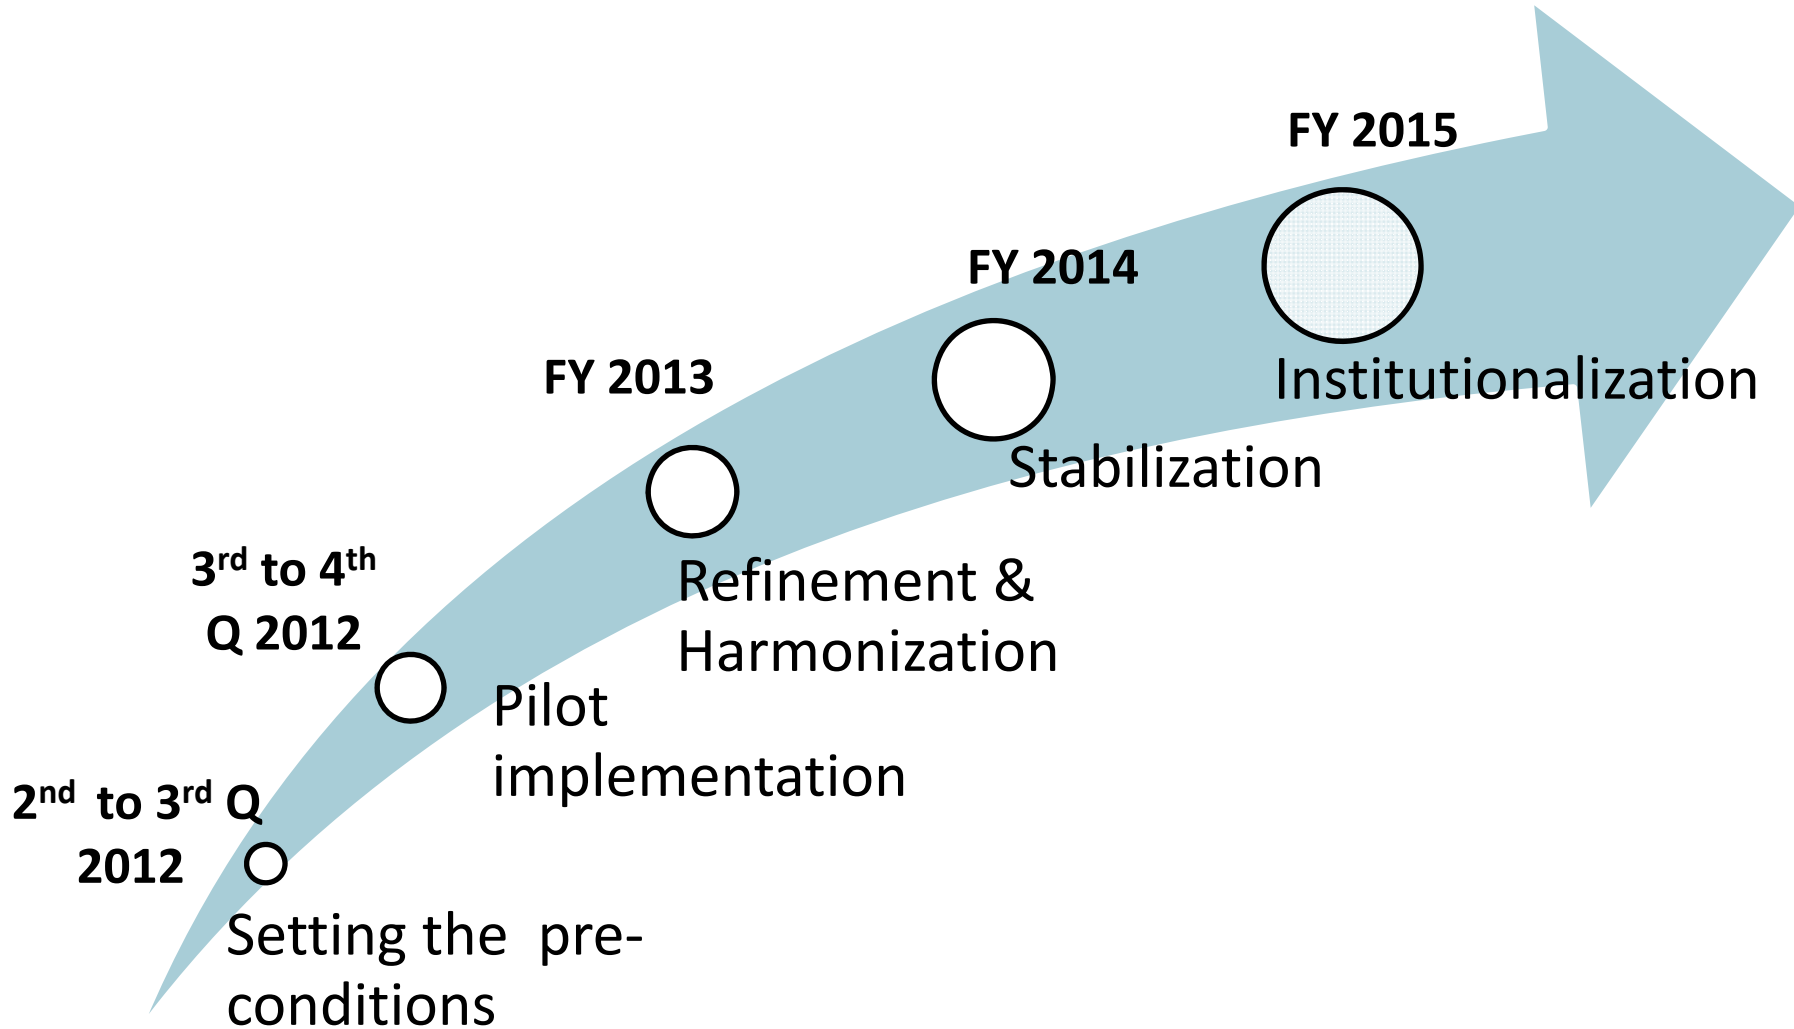 FY 2015
Institutionalization
FY 2014
Stabilization
FY 2013
Refinement &
Harmonization
3rd to 4th
Q 2012
Pilot
implementation
2nd to 3rd Q
2012
Setting the pre-
conditions